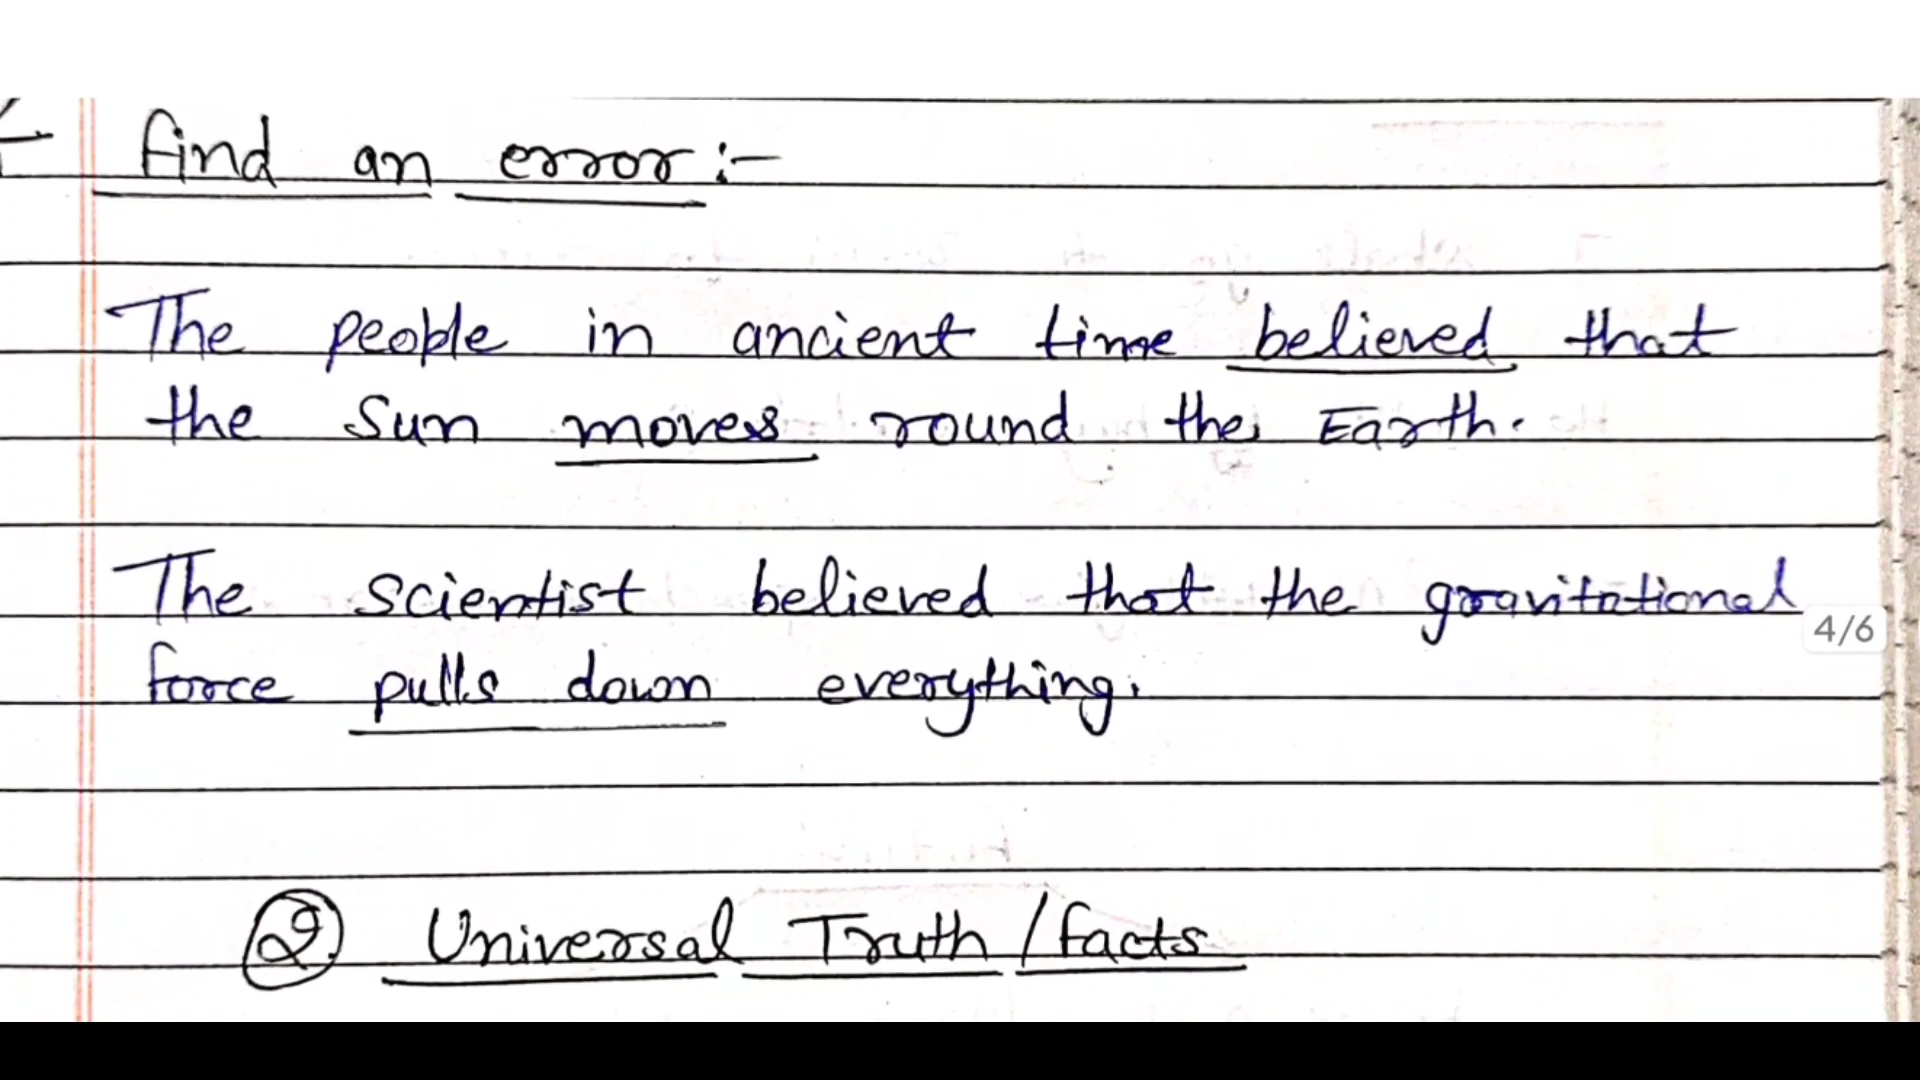 find an error :-
The people in ancient time believed that
the Sun moves round the Earth.
The scientist believed that the gravitational
force pulls down everything.
4/6
② Universal Truth / facts